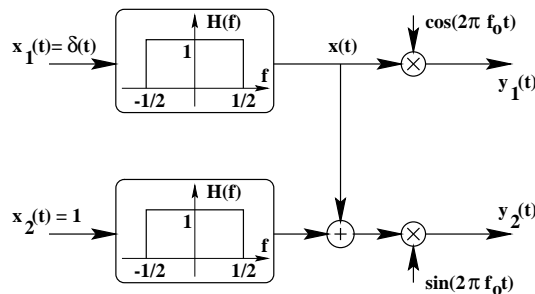 H(f)
x_1(t)= δ(t)
1
f
-1/2
1/2
x(t)
cos(2π f_o t)
×
y_1(t)
H(f)
x_2(t) = 1
1
f
-1/2
1/2
+
×
y_2(t)
sin(2π f_o t)